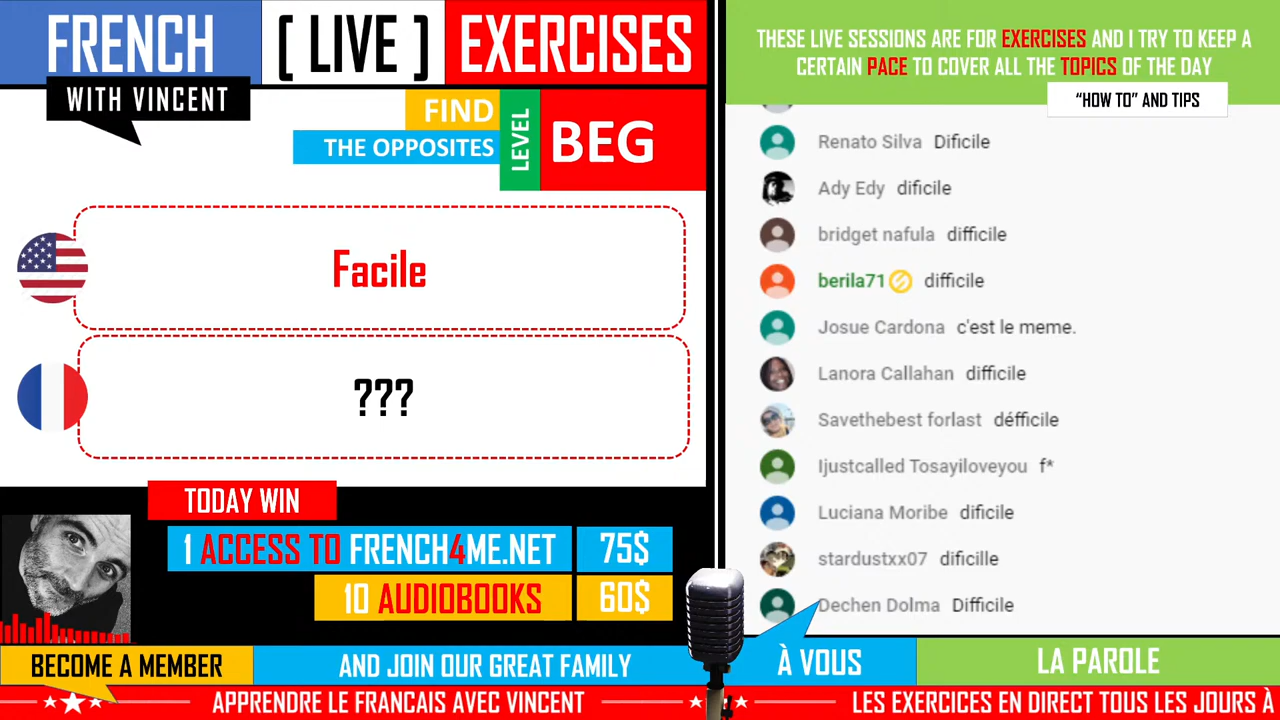 FRENCH
[ LIVE ]
EXERCISES
WITH VINCENT
FIND
THE OPPOSITES
LEVEL
BEG
Facile
???
TODAY WIN
1 ACCESS TO FRENCH4ME.NET 75$
10 AUDIOBOOKS 60$
BECOME A MEMBER
AND JOIN OUR GREAT FAMILY
THESE LIVE SESSIONS ARE FOR EXERCISES AND I TRY TO KEEP A
CERTAIN PACE TO COVER ALL THE TOPICS OF THE DAY
“HOW TO” AND TIPS
Renato Silva Dificile
Ady Edy dificile
bridget nafula difficile
berila71 difficile
Josue Cardona c'est le meme.
Lanora Callahan difficile
Savethebest forlast défficile
Ijustcalled Tosayiloveyou f*
Luciana Moribe dificile
stardustxx07 dificille
Dechen Dolma Difficile
À VOUS
LA PAROLE
APPRENDRE LE FRANCAIS AVEC VINCENT
LES EXERCICES EN DIRECT TOUS LES JOURS À